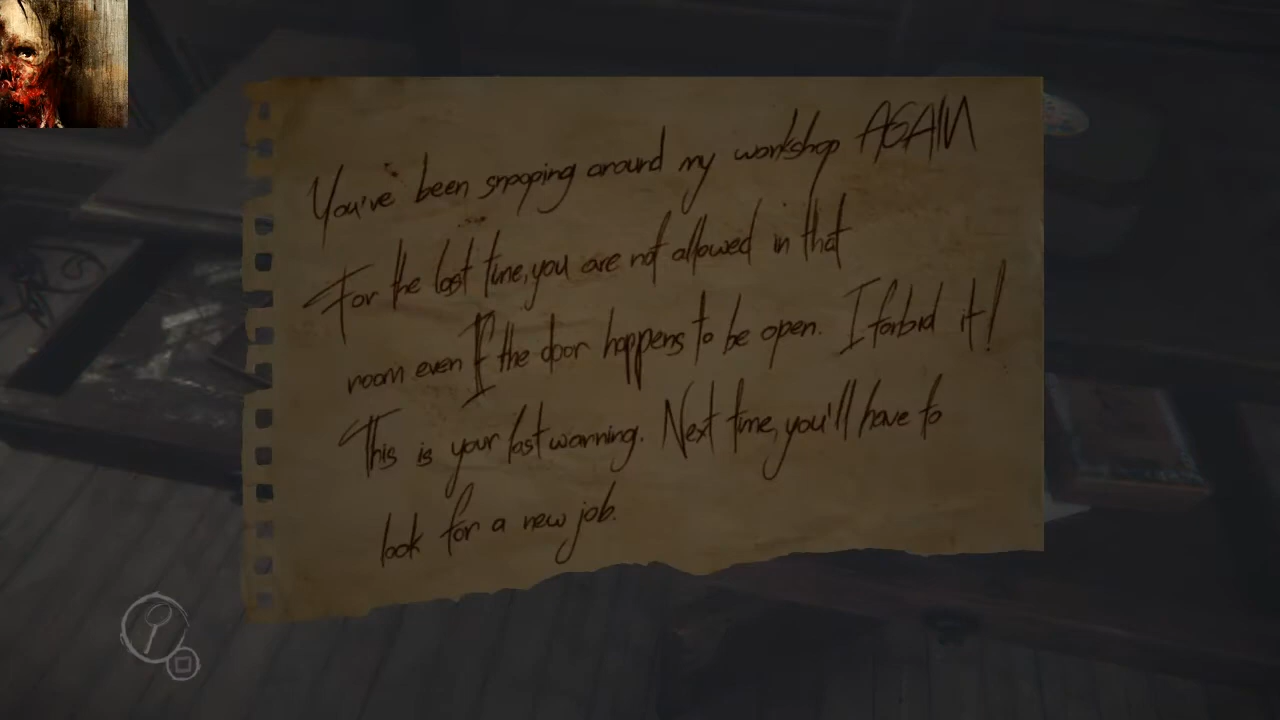 You've been snooping around my workshop AGAIN
For the last time, you are not allowed in that
room even If the door happens to be open. I forbid it!
This is your last warning. Next time, you'll have to
look for a new job.